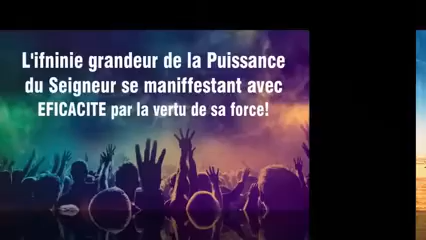 L'ifninie grandeur de la Puissance
du Seigneur se maniffestant avec
EFICACITE par la vertu de sa force!